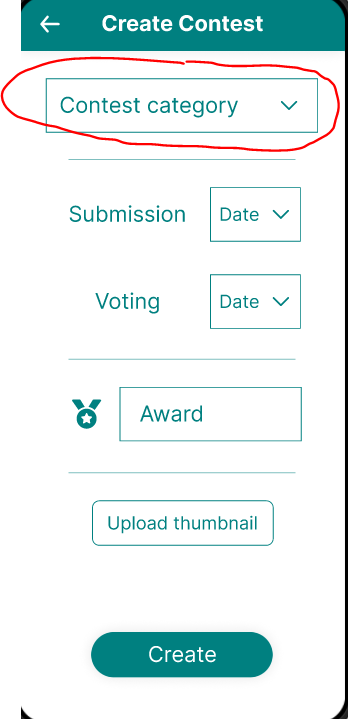 Create Contest
Contest category
Submission Date
Voting Date
Award
Upload thumbnail
Create